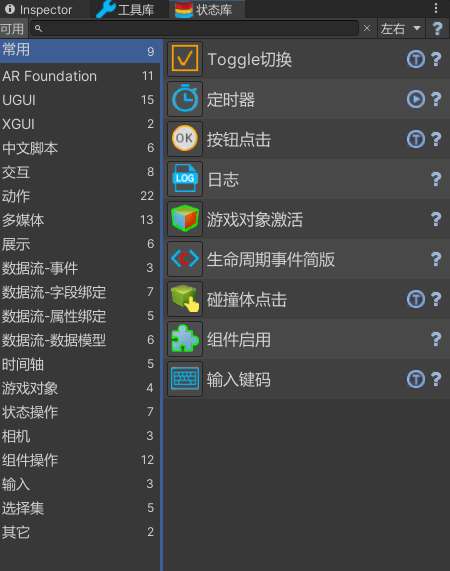 Inspector 工具库 状态库
可用 左右 ?
常用 9
AR Foundation 11
UGUI 15
XGUI 2
中文脚本 6
交互 8
动作 22
多媒体 13
展示 6
数据流-事件 3
数据流-字段绑定 7
数据流-属性绑定 5
数据流-数据模型 6
时间轴 5
游戏对象 4
状态操作 7
相机 3
组件操作 12
输入 3
选择集 5
其它 2
Toggle切换 T ?
定时器 ?
OK 按钮点击 T ?
LOG 日志 ?
游戏对象激活 ?
生命周期事件简版 ?
碰撞体点击 T ?
组件启用 ?
输入键码 T ?